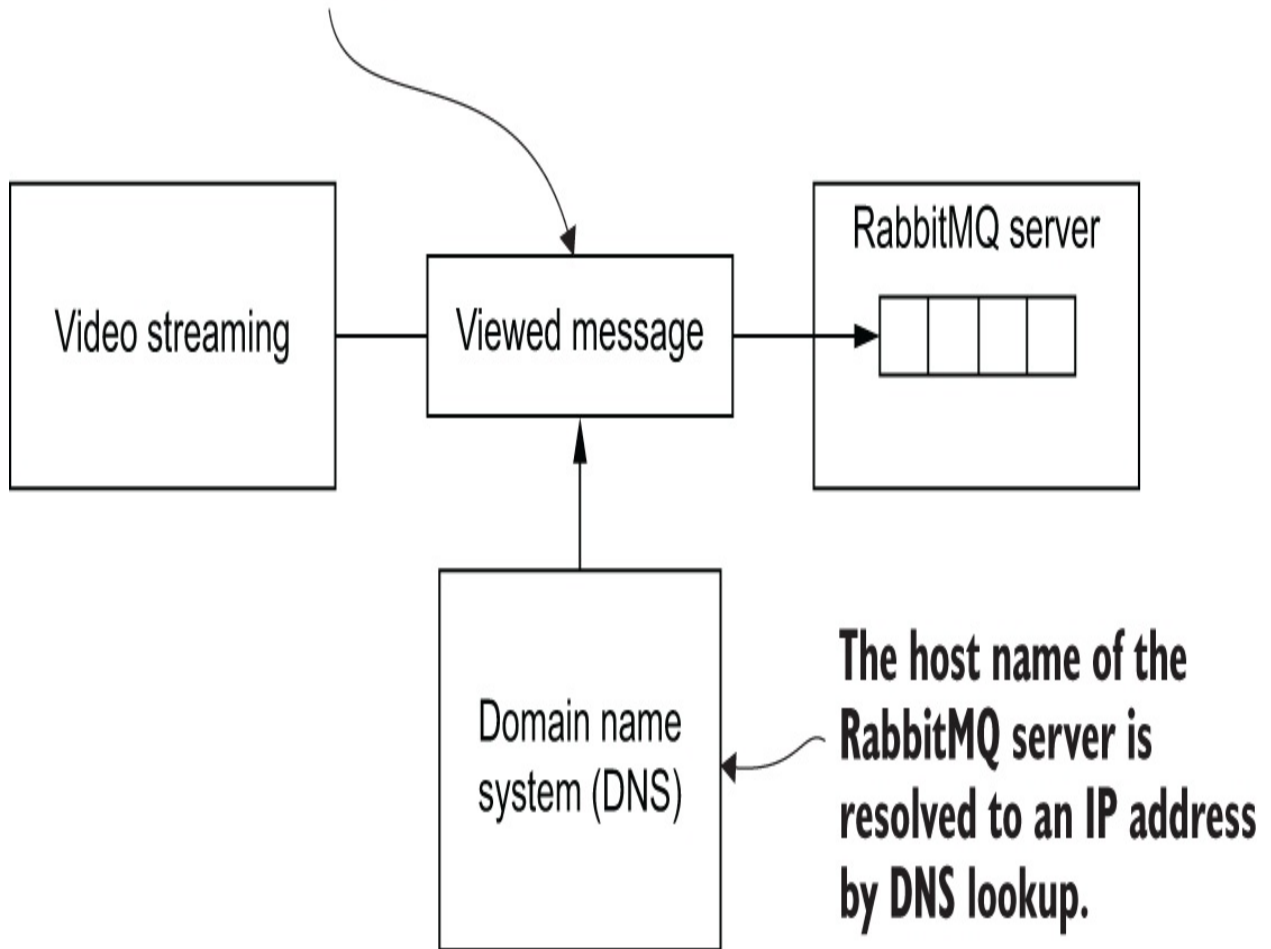 RabbitMQ server
Video streaming
Viewed message
Domain name
system (DNS)
The host name of the
RabbitMQ server is
resolved to an IP address
by DNS lookup.